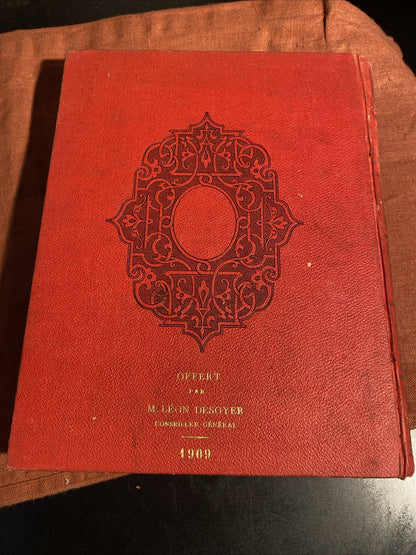 OFFERT
PAR
M. LÉON DESOYER
CONSEILLER GÉNÉRAL
1909